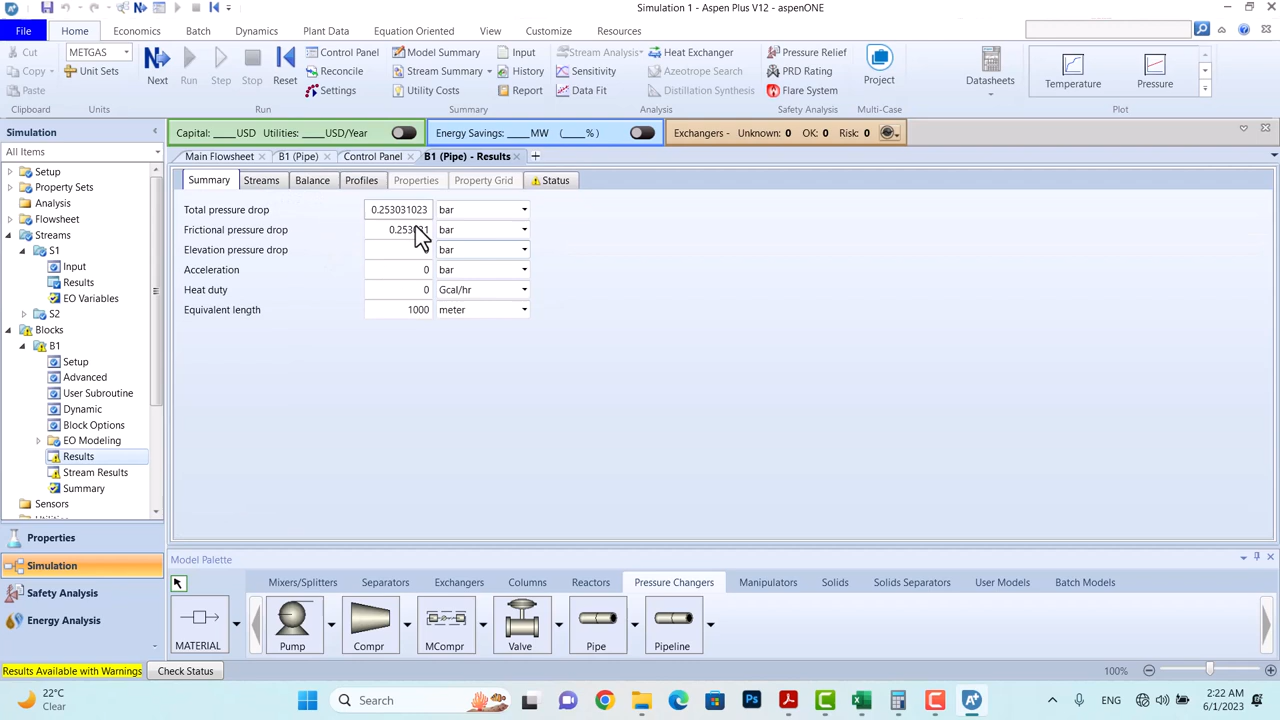 Simulation 1 - Aspen Plus V12 - aspenONE
File Home Economics Batch Dynamics Plant Data Equation Oriented View Customize Resources
Cut METGAS Control Panel Model Summary Input Stream Analysis Heat Exchanger Pressure Relief
Copy Unit Sets Next Run Step Stop Reset Reconcile Stream Summary History Sensitivity Azeotrope Search PRD Rating Project Datasheets Temperature Pressure
Paste Settings Utility Costs Report Data Fit Distillation Synthesis Flare System
Clipboard Units Run Summary Analysis Safety Analysis Multi-Case Plot
Simulation
Capital: ____USD Utilities: ____USD/Year Energy Savings: ____MW (____%) Exchangers - Unknown: 0 OK: 0 Risk: 0
All Items
Main Flowsheet B1 (Pipe) Control Panel B1 (Pipe) - Results +
Summary Streams Balance Profiles Properties Property Grid Status
Setup
Property Sets
Analysis
Flowsheet
Streams
S1
Input
Results
EO Variables
S2
Blocks
B1
Setup
Advanced
User Subroutine
Dynamic
Block Options
EO Modeling
Results
Stream Results
Summary
Sensors
Total pressure drop 0.253031023 bar
Frictional pressure drop bar
Elevation pressure drop bar
Acceleration 0 bar
Heat duty 0 Gcal/hr
Equivalent length 1000 meter
Properties
Simulation
Safety Analysis
Energy Analysis
Model Palette
Mixers/Splitters Separators Exchangers Columns Reactors Pressure Changers Manipulators Solids Solids Separators User Models Batch Models
MATERIAL Pump Compr MCompr Valve Pipe Pipeline
Results Available with Warnings Check Status 100%
22°C
Clear
Search
ENG
2:22 AM
6/1/2023